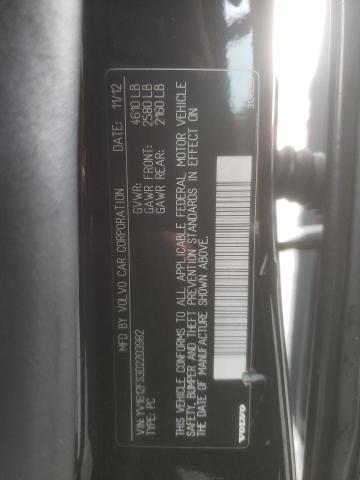 MFD. BY VOLVO CAR CORPORATION DATE: 11/12
GVWR: 4610 LB
GAWR FRONT: 2580 LB
GAWR REAR: 2160 LB
VIN: YV1612FS3D2203982
TYPE: PC
THIS VEHICLE CONFORMS TO ALL APPLICABLE FEDERAL MOTOR VEHICLE
SAFETY, BUMPER AND THEFT PREVENTION STANDARDS IN EFFECT ON
THE DATE OF MANUFACTURE SHOWN ABOVE.
VOLVO